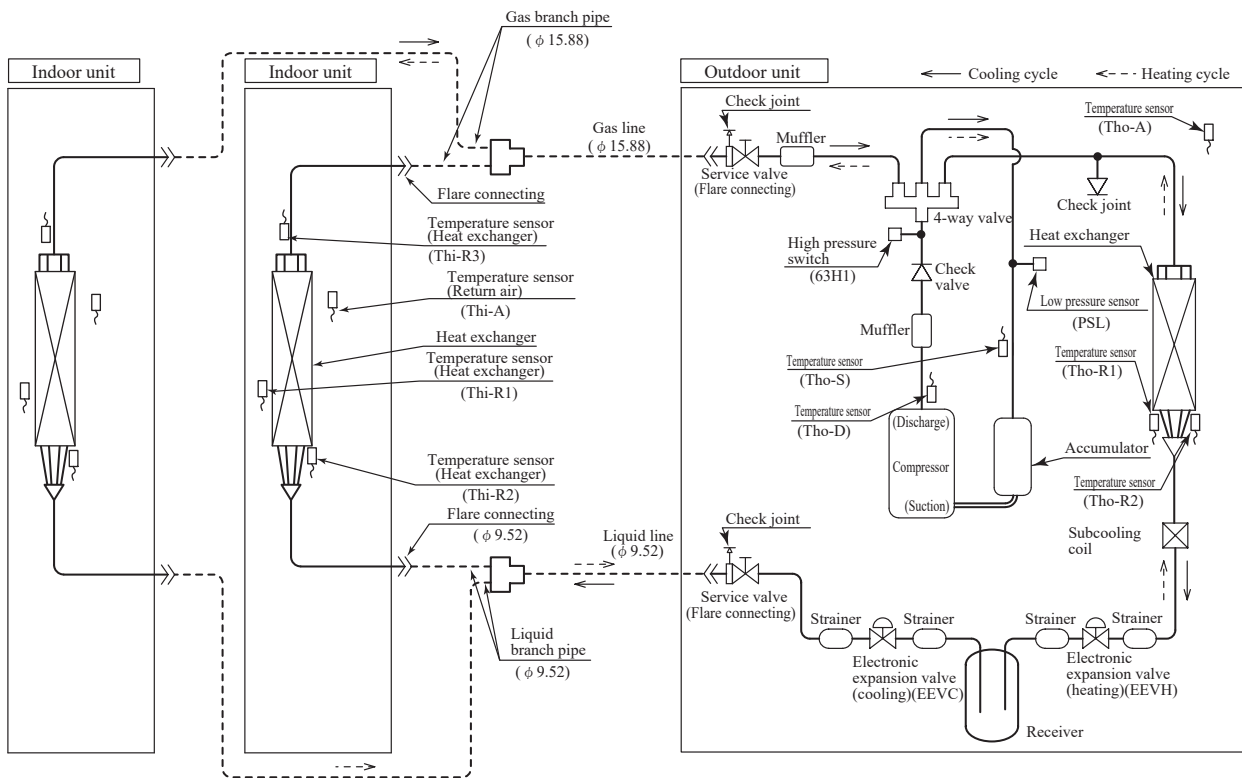 Gas branch pipe
( φ 15.88)
Indoor unit
Indoor unit
Outdoor unit
Cooling cycle
Heating cycle
Check joint
Temperature sensor
(Tho-A)
Gas line
( φ 15.88)
Muffler
Service valve
(Flare connecting)
Flare connecting
4-way valve
Check joint
Temperature sensor
(Heat exchanger)
(Thi-R3)
High pressure
switch
(63H1)
Heat exchanger
Check
valve
Temperature sensor
(Return air)
(Thi-A)
Low pressure sensor
(PSL)
Muffler
Heat exchanger
Temperature sensor
(Heat exchanger)
(Thi-R1)
Temperature sensor
(Tho-S)
Temperature sensor
(Tho-R1)
Temperature sensor
(Tho-D)
(Discharge)
Compressor
(Suction)
Accumulator
Temperature sensor
(Heat exchanger)
(Thi-R2)
Temperature sensor
(Tho-R2)
Flare connecting
( φ 9.52)
Liquid line
( φ 9.52)
Check joint
Subcooling
coil
Service valve
(Flare connecting)
Strainer
Strainer
Strainer
Strainer
Liquid
branch pipe
( φ 9.52)
Electronic
expansion valve
(cooling)(EEVC)
Electronic
expansion valve
(heating)(EEVH)
Receiver